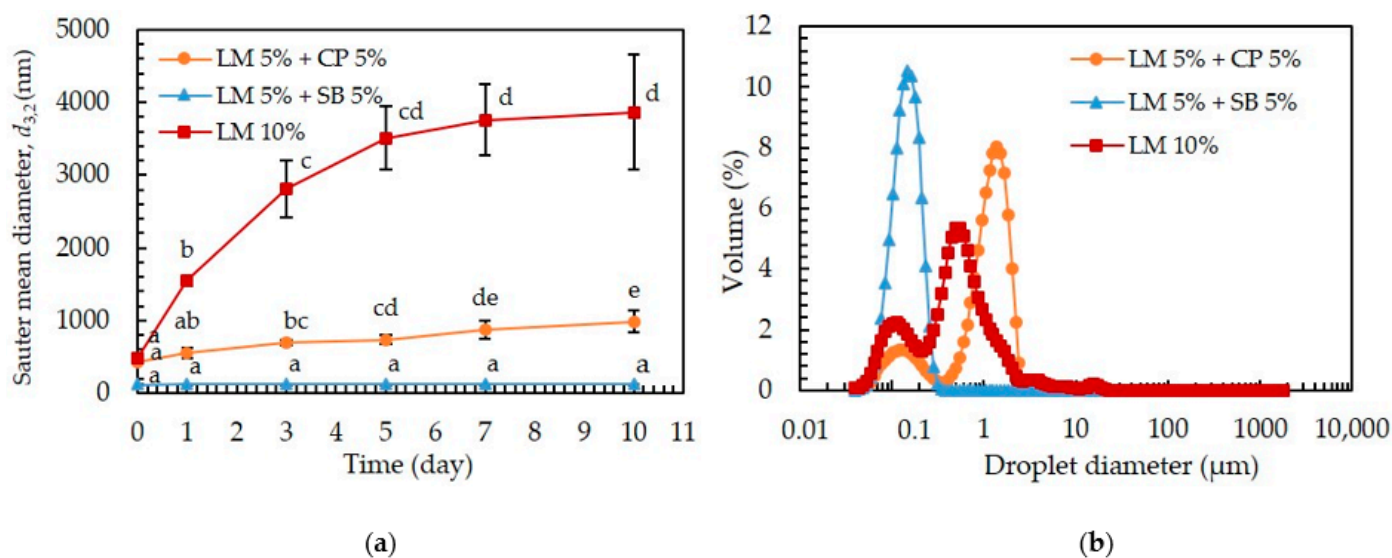 5000
4000
3000
2000
1000
0
Sauter mean diameter, d3,2 (nm)
LM 5% + CP 5%
LM 5% + SB 5%
LM 10%
a
b
c
cd
d
d
a
ab
bc
cd
de
e
a
a
a
a
a
a
0 1 2 3 4 5 6 7 8 9 10 11
Time (day)
(a)
12
10
8
6
4
2
0
Volume (%)
LM 5% + CP 5%
LM 5% + SB 5%
LM 10%
0.01 0.1 1 10 100 1000 10,000
Droplet diameter (μm)
(b)